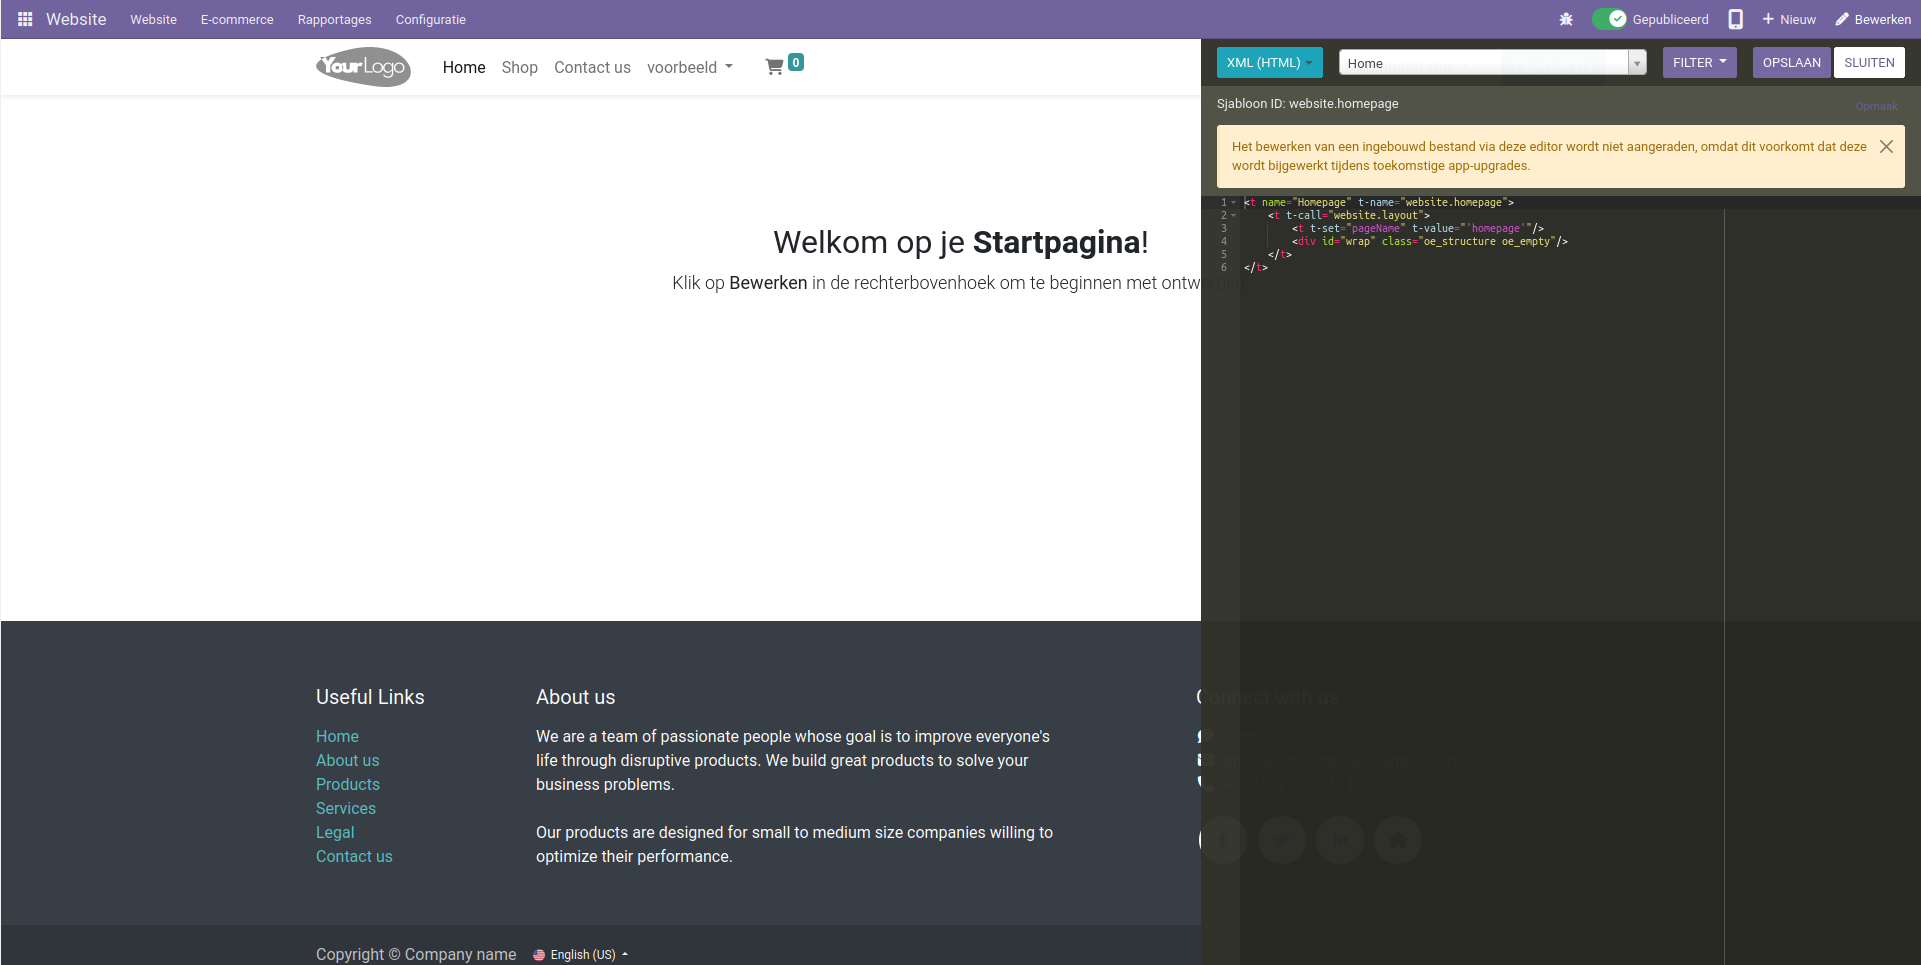 Website Website E-commerce Rapportages Configuratie Gepubliceerd Nieuw Bewerken
YourLogo Home Shop Contact us voorbeeld 0
XML (HTML) Home FILTER OPSLAAN SLUITEN
Sjabloon ID: website.homepage Opmaak
Het bewerken van een ingebouwd bestand via deze editor wordt niet aangeraden, omdat dit voorkomt dat deze
wordt bijgewerkt tijdens toekomstige app-upgrades.
1 <t name="Homepage" t-name="website.homepage">
2 <t t-call="website.layout">
3 <t t-set="pageName" t-value="'homepage'"/>
4 <div id="wrap" class="oe_structure oe_empty"/>
5 </t>
6 </t>
Welkom op je Startpagina!
Klik op Bewerken in de rechterbovenhoek om te beginnen met ontwerpen
Useful Links
Home
About us
Products
Services
Legal
Contact us
About us
We are a team of passionate people whose goal is to improve everyone's
life through disruptive products. We build great products to solve your
business problems.
Our products are designed for small to medium size companies willing to
optimize their performance.
Connect with us
Copyright © Company name English (US)